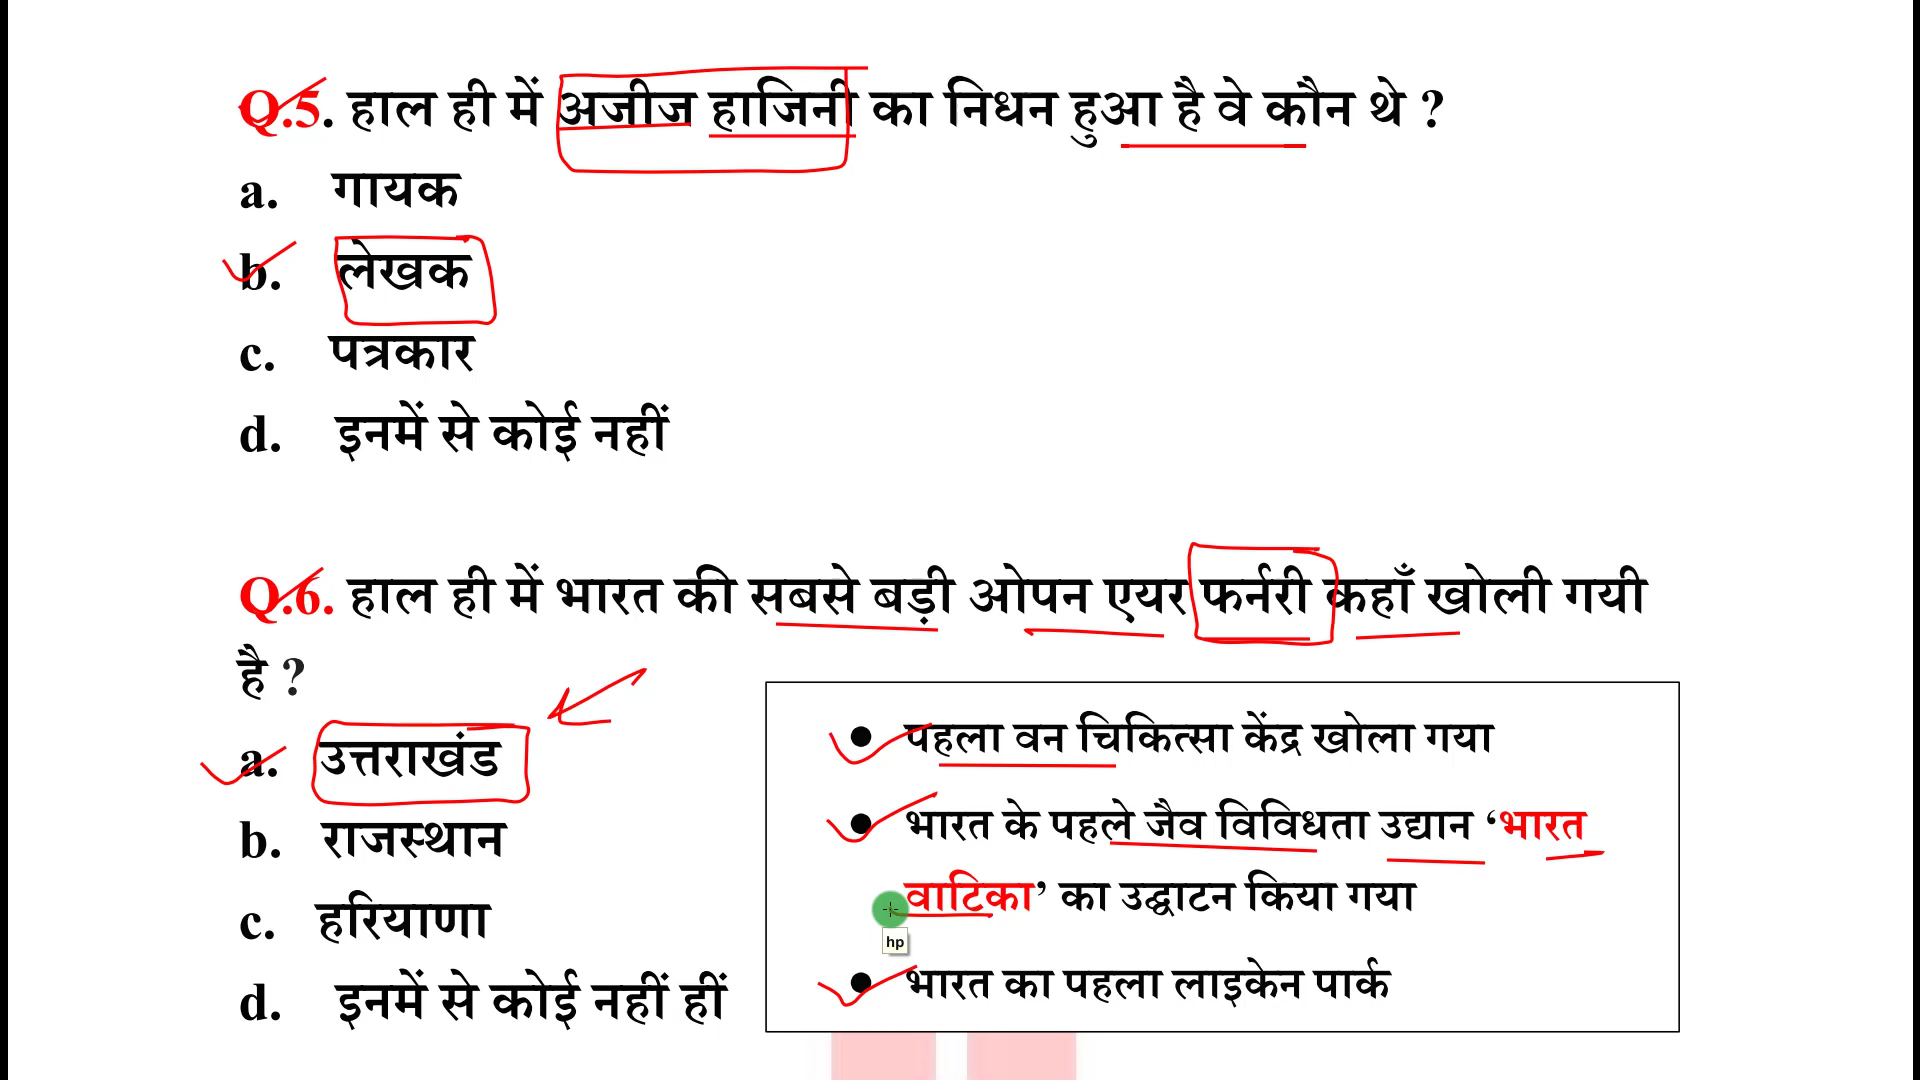 Q.5. हाल ही में अजीज हाजिनी का निधन हुआ है वे कौन थे ?
a. गायक
b. लेखक
c. पत्रकार
d. इनमें से कोई नहीं
Q.6. हाल ही में भारत की सबसे बड़ी ओपन एयर फर्नरी कहाँ खोली गयी
है ?
a. उत्तराखंड
b. राजस्थान
c. हरियाणा
d. इनमें से कोई नहीं हीं
● पहला वन चिकित्सा केंद्र खोला गया
● भारत के पहले जैव विविधता उद्यान ‘भारत
वाटिका’ का उद्घाटन किया गया
hp
● भारत का पहला लाइकेन पार्क